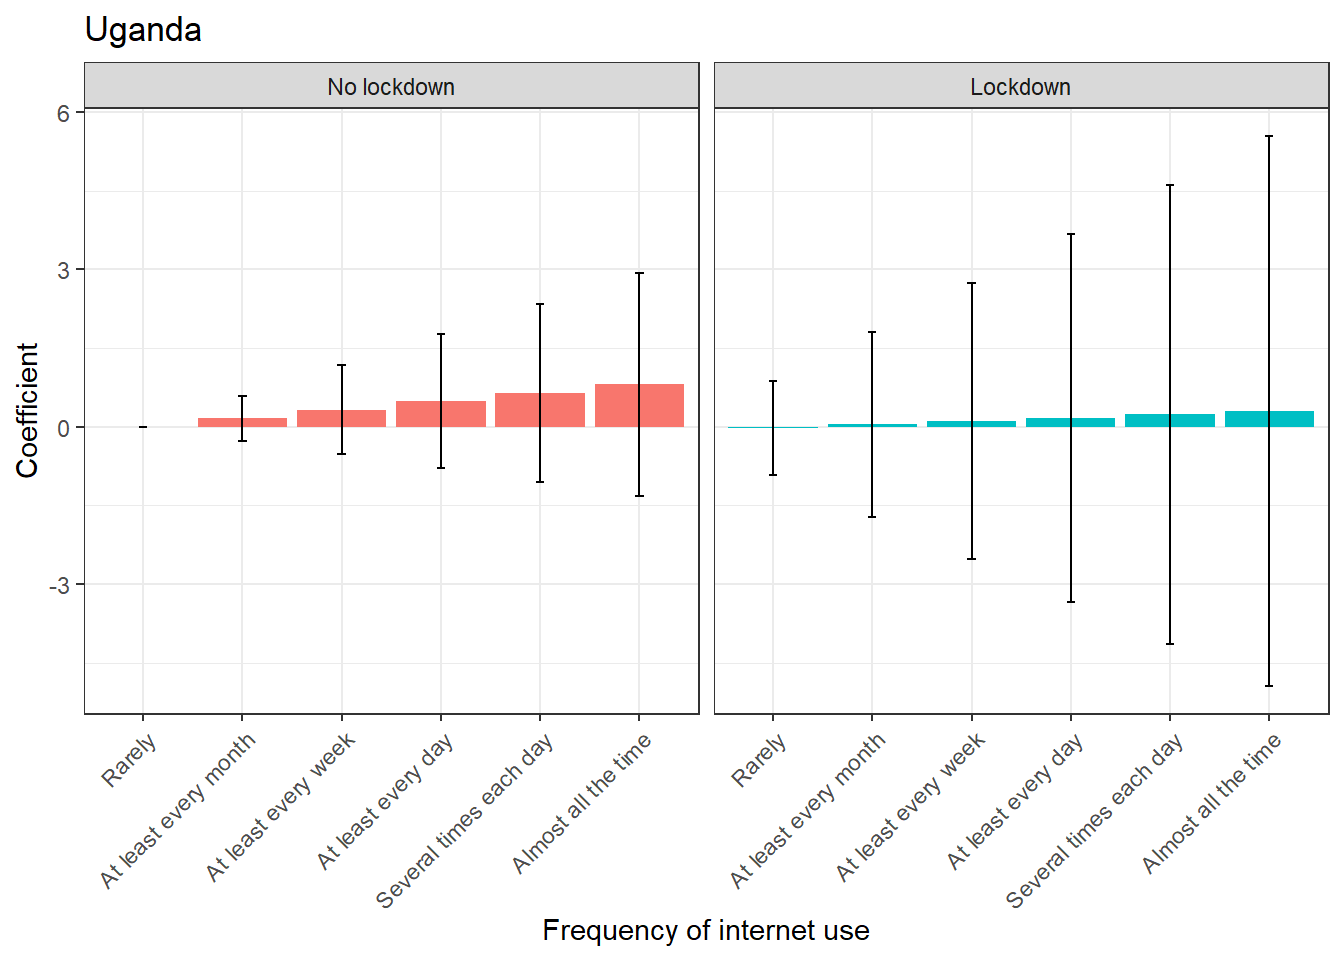 Uganda
No lockdown
Lockdown
6
3
0
-3
Coefficient
Rarely
At least every month
At least every week
At least every day
Several times each day
Almost all the time
Rarely
At least every month
At least every week
At least every day
Several times each day
Almost all the time
Frequency of internet use